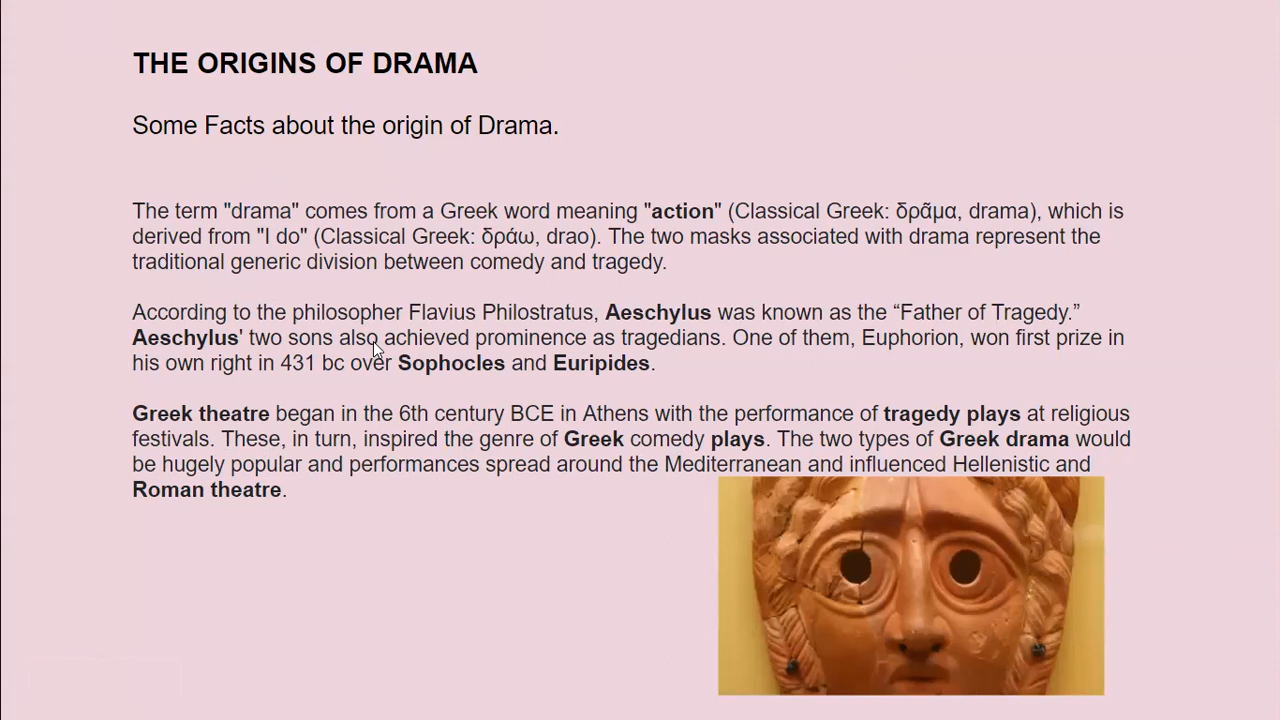 THE ORIGINS OF DRAMA
Some Facts about the origin of Drama.
The term "drama" comes from a Greek word meaning "action" (Classical Greek: δρᾶμα, drama), which is
derived from "I do" (Classical Greek: δράω, drao). The two masks associated with drama represent the
traditional generic division between comedy and tragedy.
According to the philosopher Flavius Philostratus, Aeschylus was known as the “Father of Tragedy.”
Aeschylus' two sons also achieved prominence as tragedians. One of them, Euphorion, won first prize in
his own right in 431 bc over Sophocles and Euripides.
Greek theatre began in the 6th century BCE in Athens with the performance of tragedy plays at religious
festivals. These, in turn, inspired the genre of Greek comedy plays. The two types of Greek drama would
be hugely popular and performances spread around the Mediterranean and influenced Hellenistic and
Roman theatre.